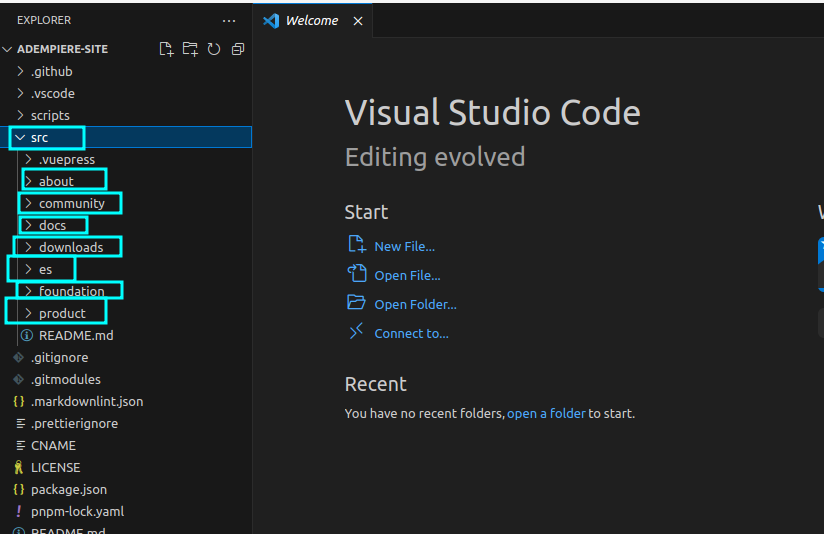 EXPLORER
ADEMPIERE-SITE
.github
.vscode
scripts
src
.vuepress
about
community
docs
downloads
es
foundation
product
README.md
.gitignore
.gitmodules
.markdownlint.json
.prettierignore
CNAME
LICENSE
package.json
pnpm-lock.yaml
README.md
Welcome
Visual Studio Code
Editing evolved
Start
New File...
Open File...
Open Folder...
Connect to...
Recent
You have no recent folders, open a folder to start.